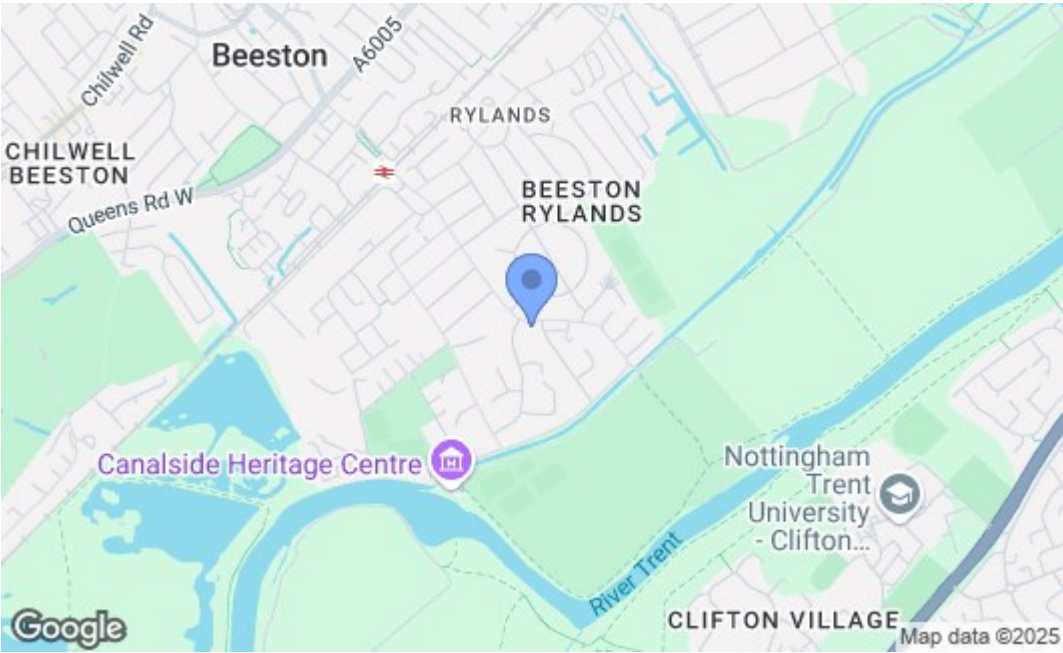 Chilwell Rd
Beeston
A6005
RYLANDS
CHILWELL
BEESTON
BEESTON
RYLANDS
Queens Rd W
Canalside Heritage Centre
H
Nottingham
Trent
University
- Clifton...
River Trent
CLIFTON VILLAGE
Google
Map data ©2025